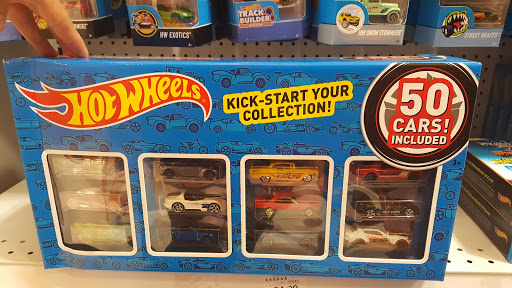 HW EXOTICS
TRACK BUILDER
HW SNOW STORMERS
STREET BEASTS
HOT WHEELS
KICK-START YOUR
COLLECTION!
50
CARS!
INCLUDED